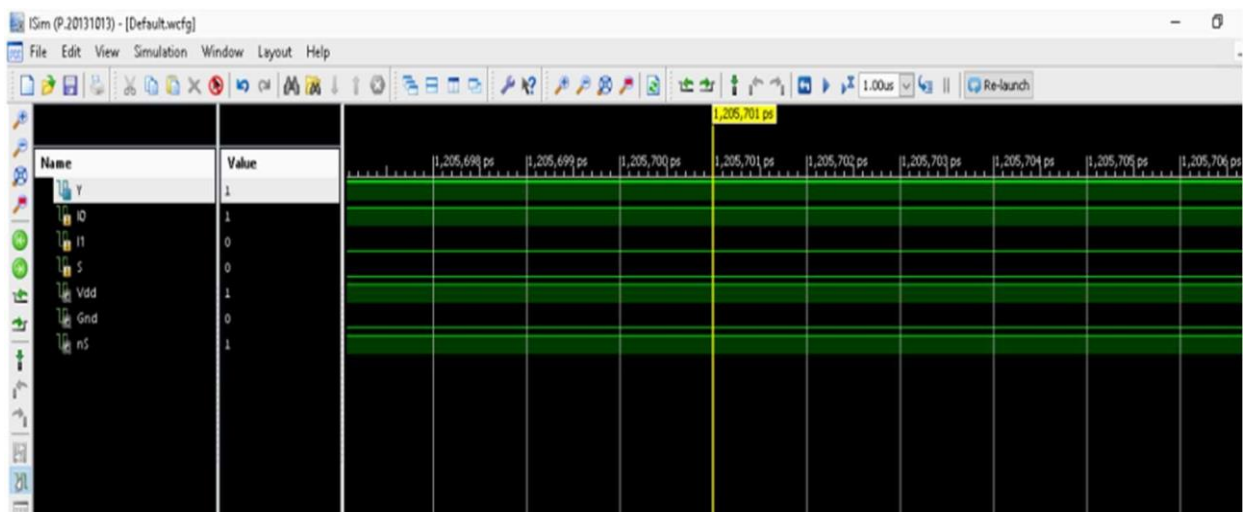 ISim (P.20131013) - [Default.wcfg]
File Edit View Simulation Window Layout Help
1.00us Re-launch
1,205,701 ps
Name Value
1,205,698 ps 1,205,699 ps 1,205,700 ps 1,205,701 ps 1,205,702 ps 1,205,703 ps 1,205,704 ps 1,205,705 ps 1,205,706 ps
Y 1
I0 1
I1 0
S 0
Vdd 1
Gnd 0
nS 1